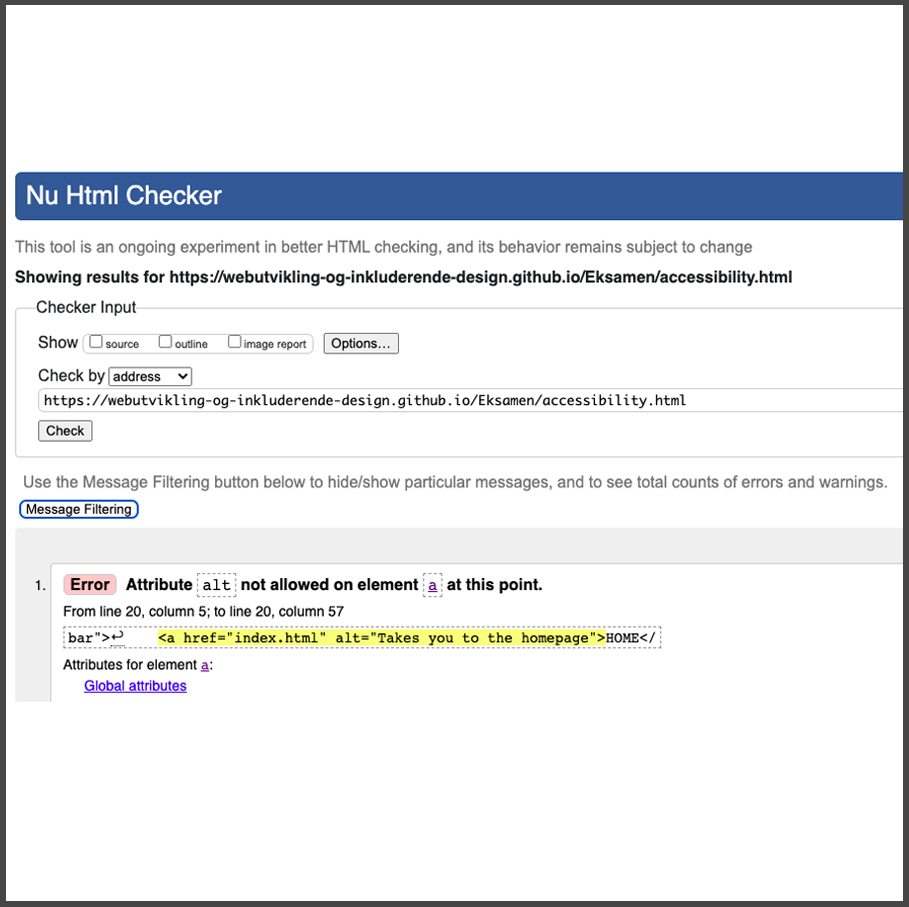 Nu Html Checker
This tool is an ongoing experiment in better HTML checking, and its behavior remains subject to change
Showing results for https://webutvikling-og-inkluderende-design.github.io/Eksamen/accessibility.html
Checker Input
Show source outline image report Options...
Check by address
https://webutvikling-og-inkluderende-design.github.io/Eksamen/accessibility.html
Check
Use the Message Filtering button below to hide/show particular messages, and to see total counts of errors and warnings.
Message Filtering
1. Error Attribute alt not allowed on element a at this point.
From line 20, column 5; to line 20, column 57
bar">↩ <a href="index.html" alt="Takes you to the homepage">HOME</
Attributes for element a:
Global attributes